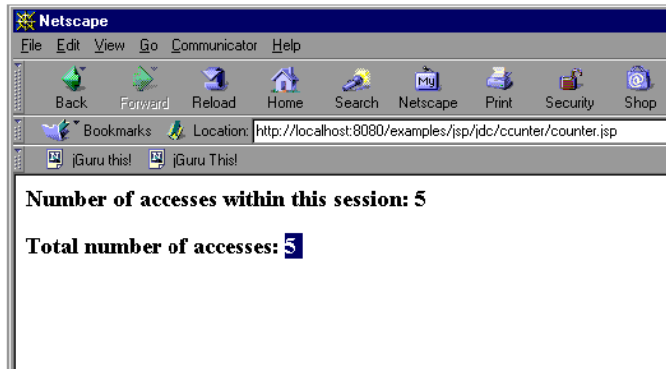 Netscape
File Edit View Go Communicator Help
Back Forward Reload Home Search Netscape Print Security Shop
Bookmarks Location: http://localhost:8080/examples/jsp/jdc/counter/counter.jsp
jGuru this! jGuru This!
Number of accesses within this session: 5
Total number of accesses: 5